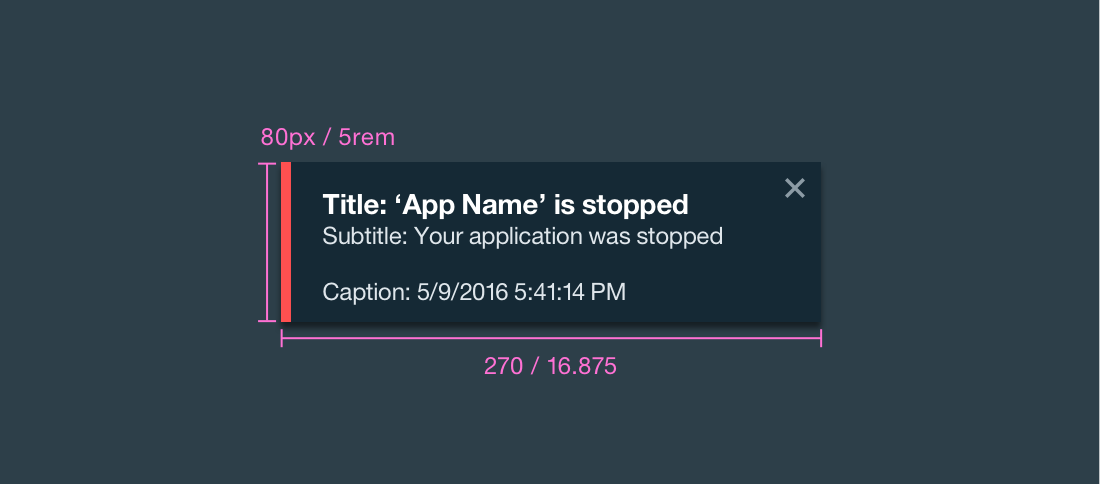 80px / 5rem
Title: ‘App Name’ is stopped
Subtitle: Your application was stopped
Caption: 5/9/2016 5:41:14 PM
270 / 16.875